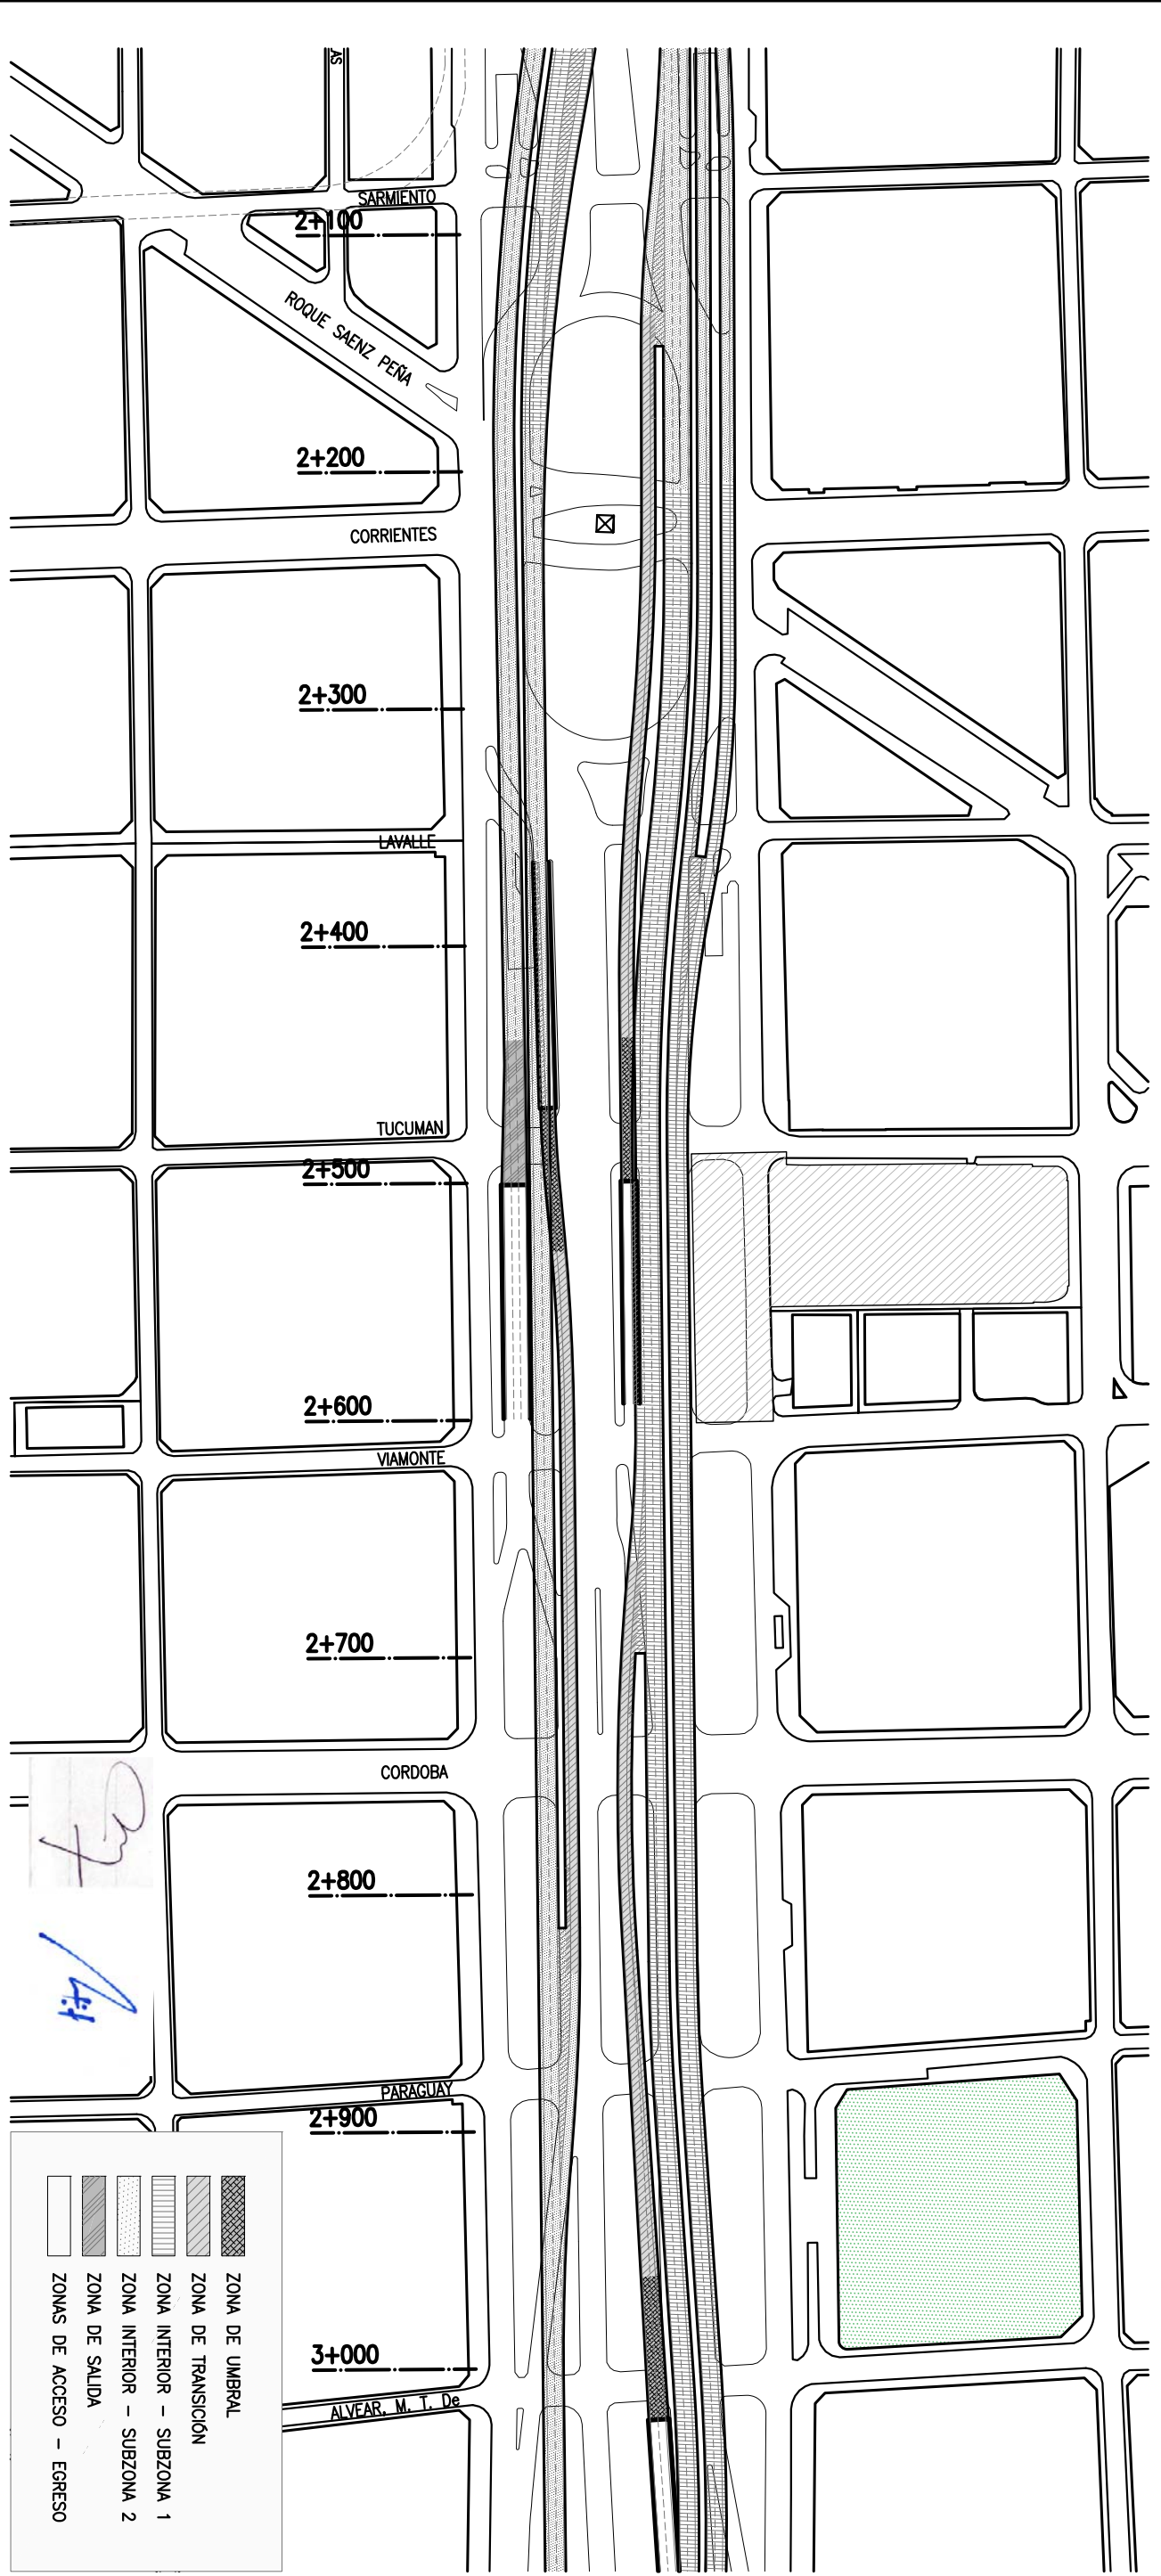 AS
SARMIENTO
2+100
ROQUE SAENZ PEÑA
2+200
CORRIENTES
2+300
LAVALLE
2+400
TUCUMAN
2+500
2+600
VIAMONTE
2+700
CORDOBA
2+800
PARAGUAY
2+900
3+000
ALVEAR, M. T. De
ZONA DE UMBRAL
ZONA DE TRANSICIÓN
ZONA INTERIOR - SUBZONA 1
ZONA INTERIOR - SUBZONA 2
ZONA DE SALIDA
ZONAS DE ACCESO - EGRESO